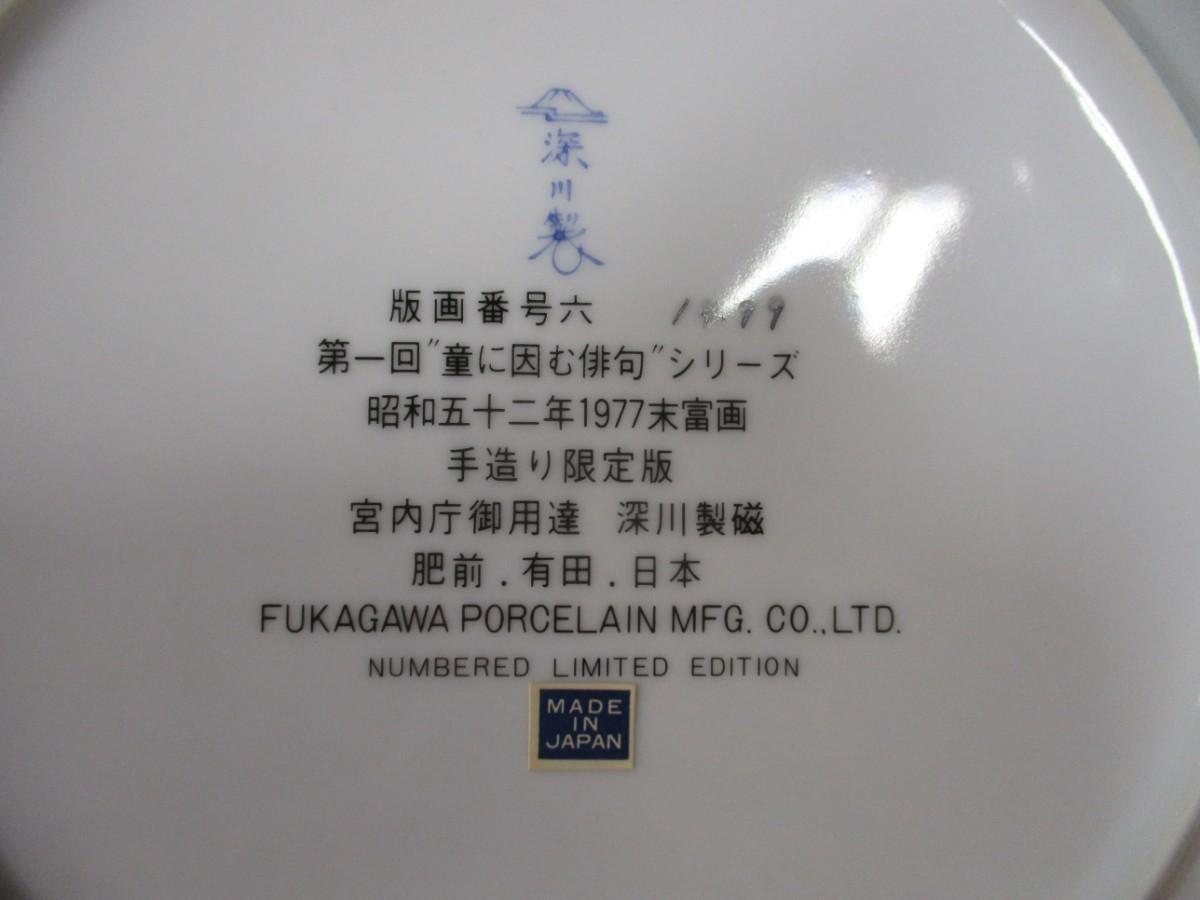 深
川
製
版画番号六
第一回"童に因む俳句"シリーズ
昭和五十二年1977末富画
手造り限定版
宮内庁御用達 深川製磁
肥前.有田.日本
FUKAGAWA PORCELAIN MFG. CO.,LTD.
NUMBERED LIMITED EDITION
MADE
IN
JAPAN